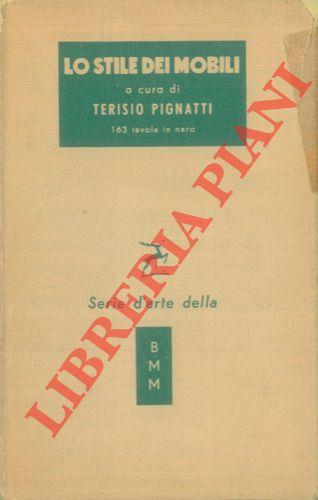 LO STILE DEI MOBILI
a cura di
TERISIO PIGNATTI
163 tavole in nero
LIBRERIA PIANI
Serie d'arte della
B
M
M